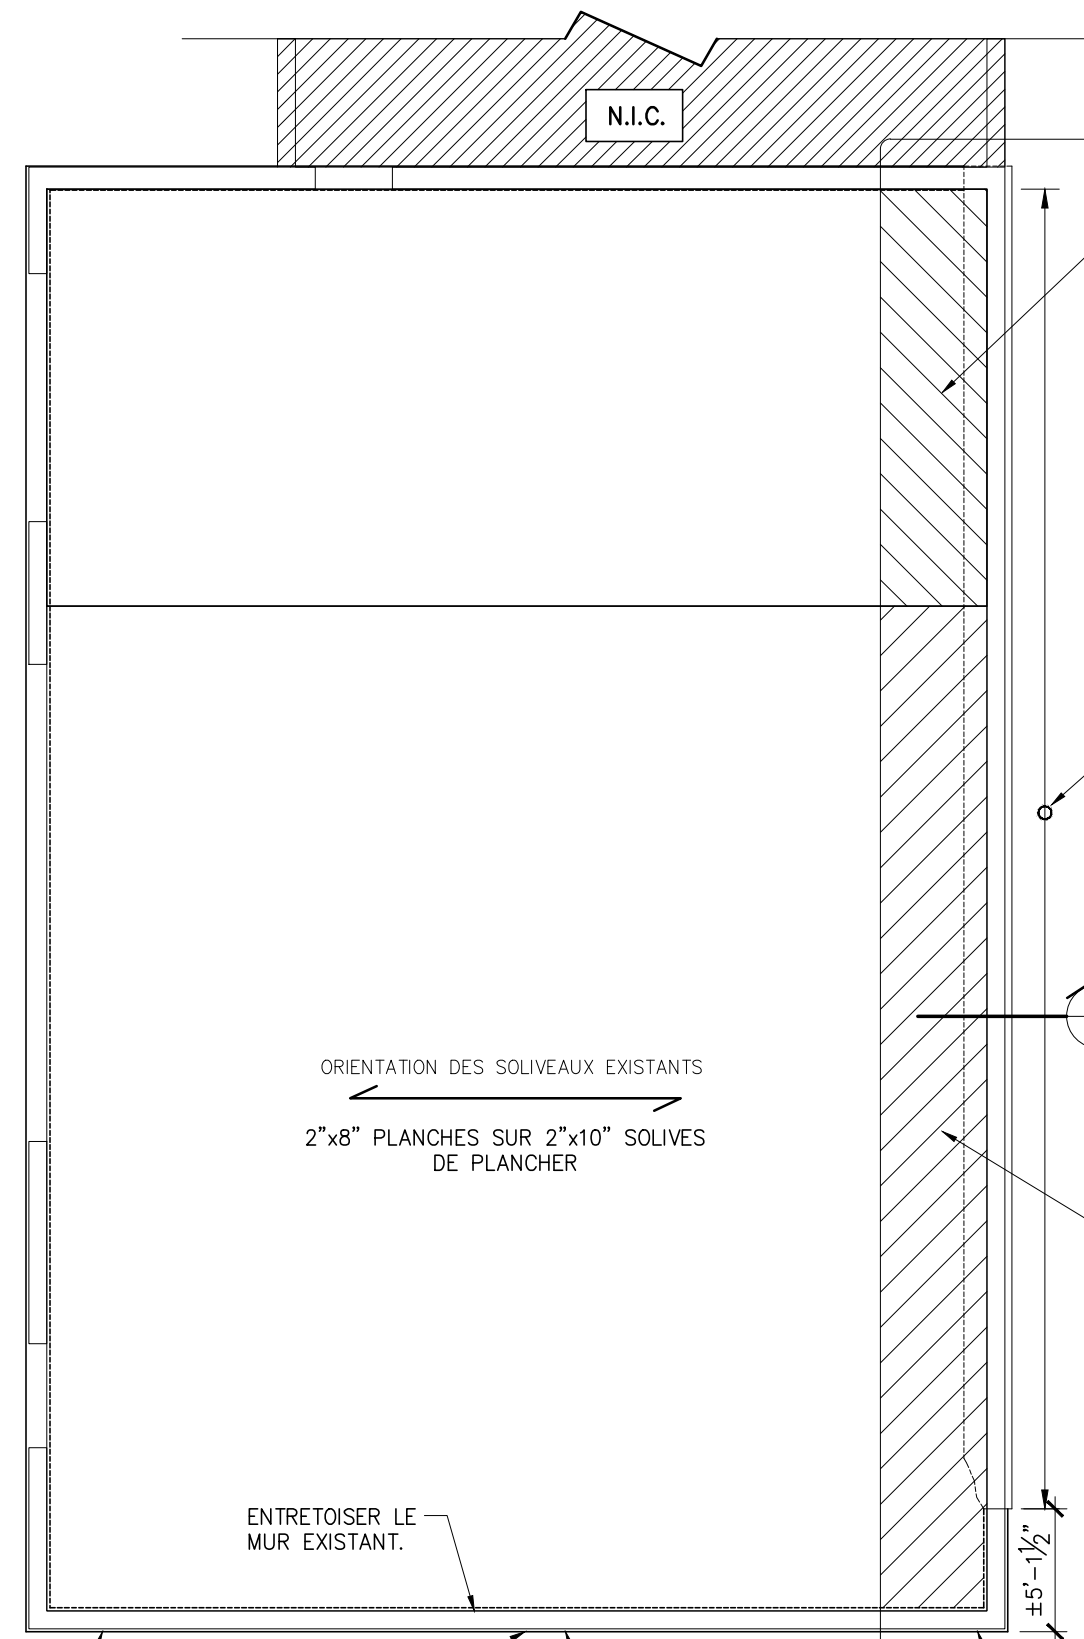 N.I.C.
ORIENTATION DES SOLIVEAUX EXISTANTS
2"x8" PLANCHES SUR 2"x10" SOLIVES
DE PLANCHER
ENTRETOISER LE
MUR EXISTANT.
±5'-1½"